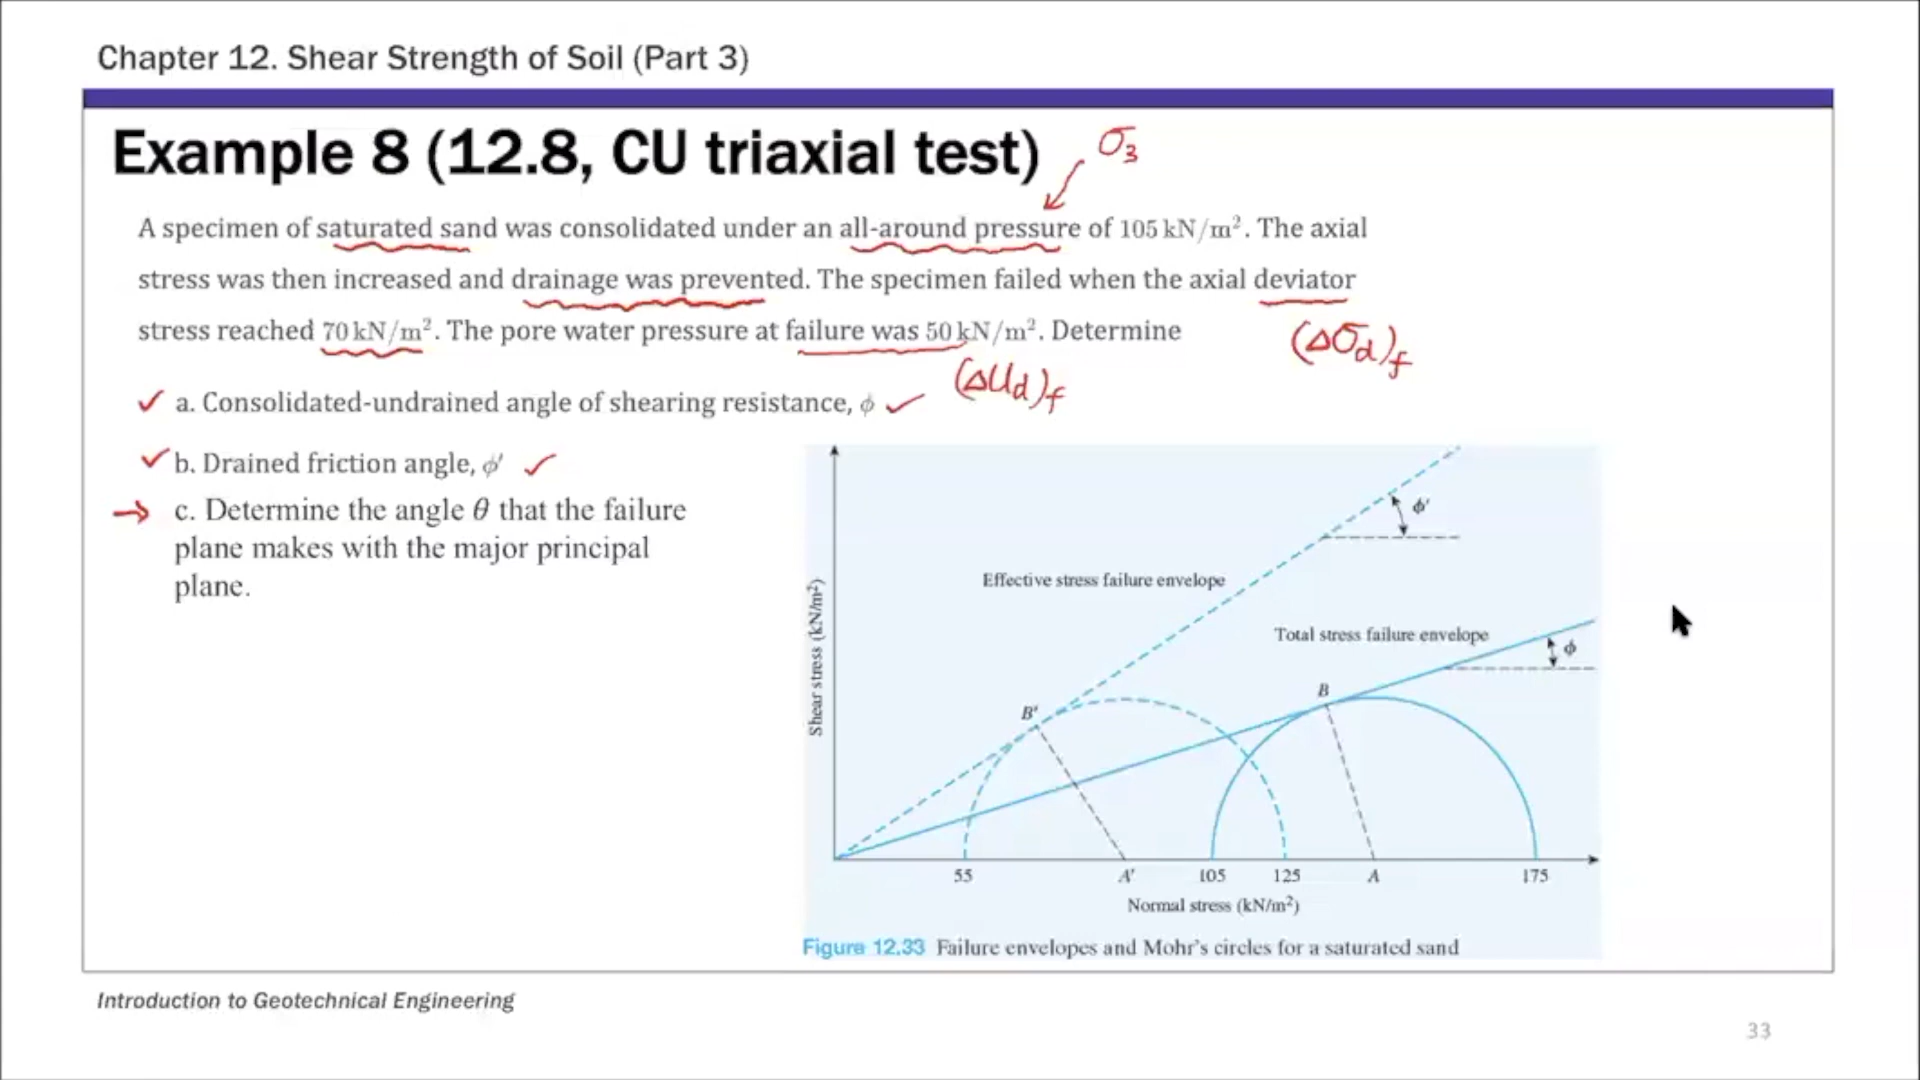 Chapter 12. Shear Strength of Soil (Part 3)
Example 8 (12.8, CU triaxial test)
σ₃
A specimen of saturated sand was consolidated under an all-around pressure of 105 kN/m². The axial
stress was then increased and drainage was prevented. The specimen failed when the axial deviator
stress reached 70 kN/m². The pore water pressure at failure was 50 kN/m². Determine
(Δσd)f
(Δud)f
a. Consolidated-undrained angle of shearing resistance, ϕ
b. Drained friction angle, ϕ′
c. Determine the angle θ that the failure
plane makes with the major principal
plane.
ϕ′
Effective stress failure envelope
Total stress failure envelope
ϕ
B
B′
Shear stress (kN/m²)
55 A′ 105 125 A 175
Normal stress (kN/m²)
Figure 12.33 Failure envelopes and Mohr's circles for a saturated sand
Introduction to Geotechnical Engineering
33